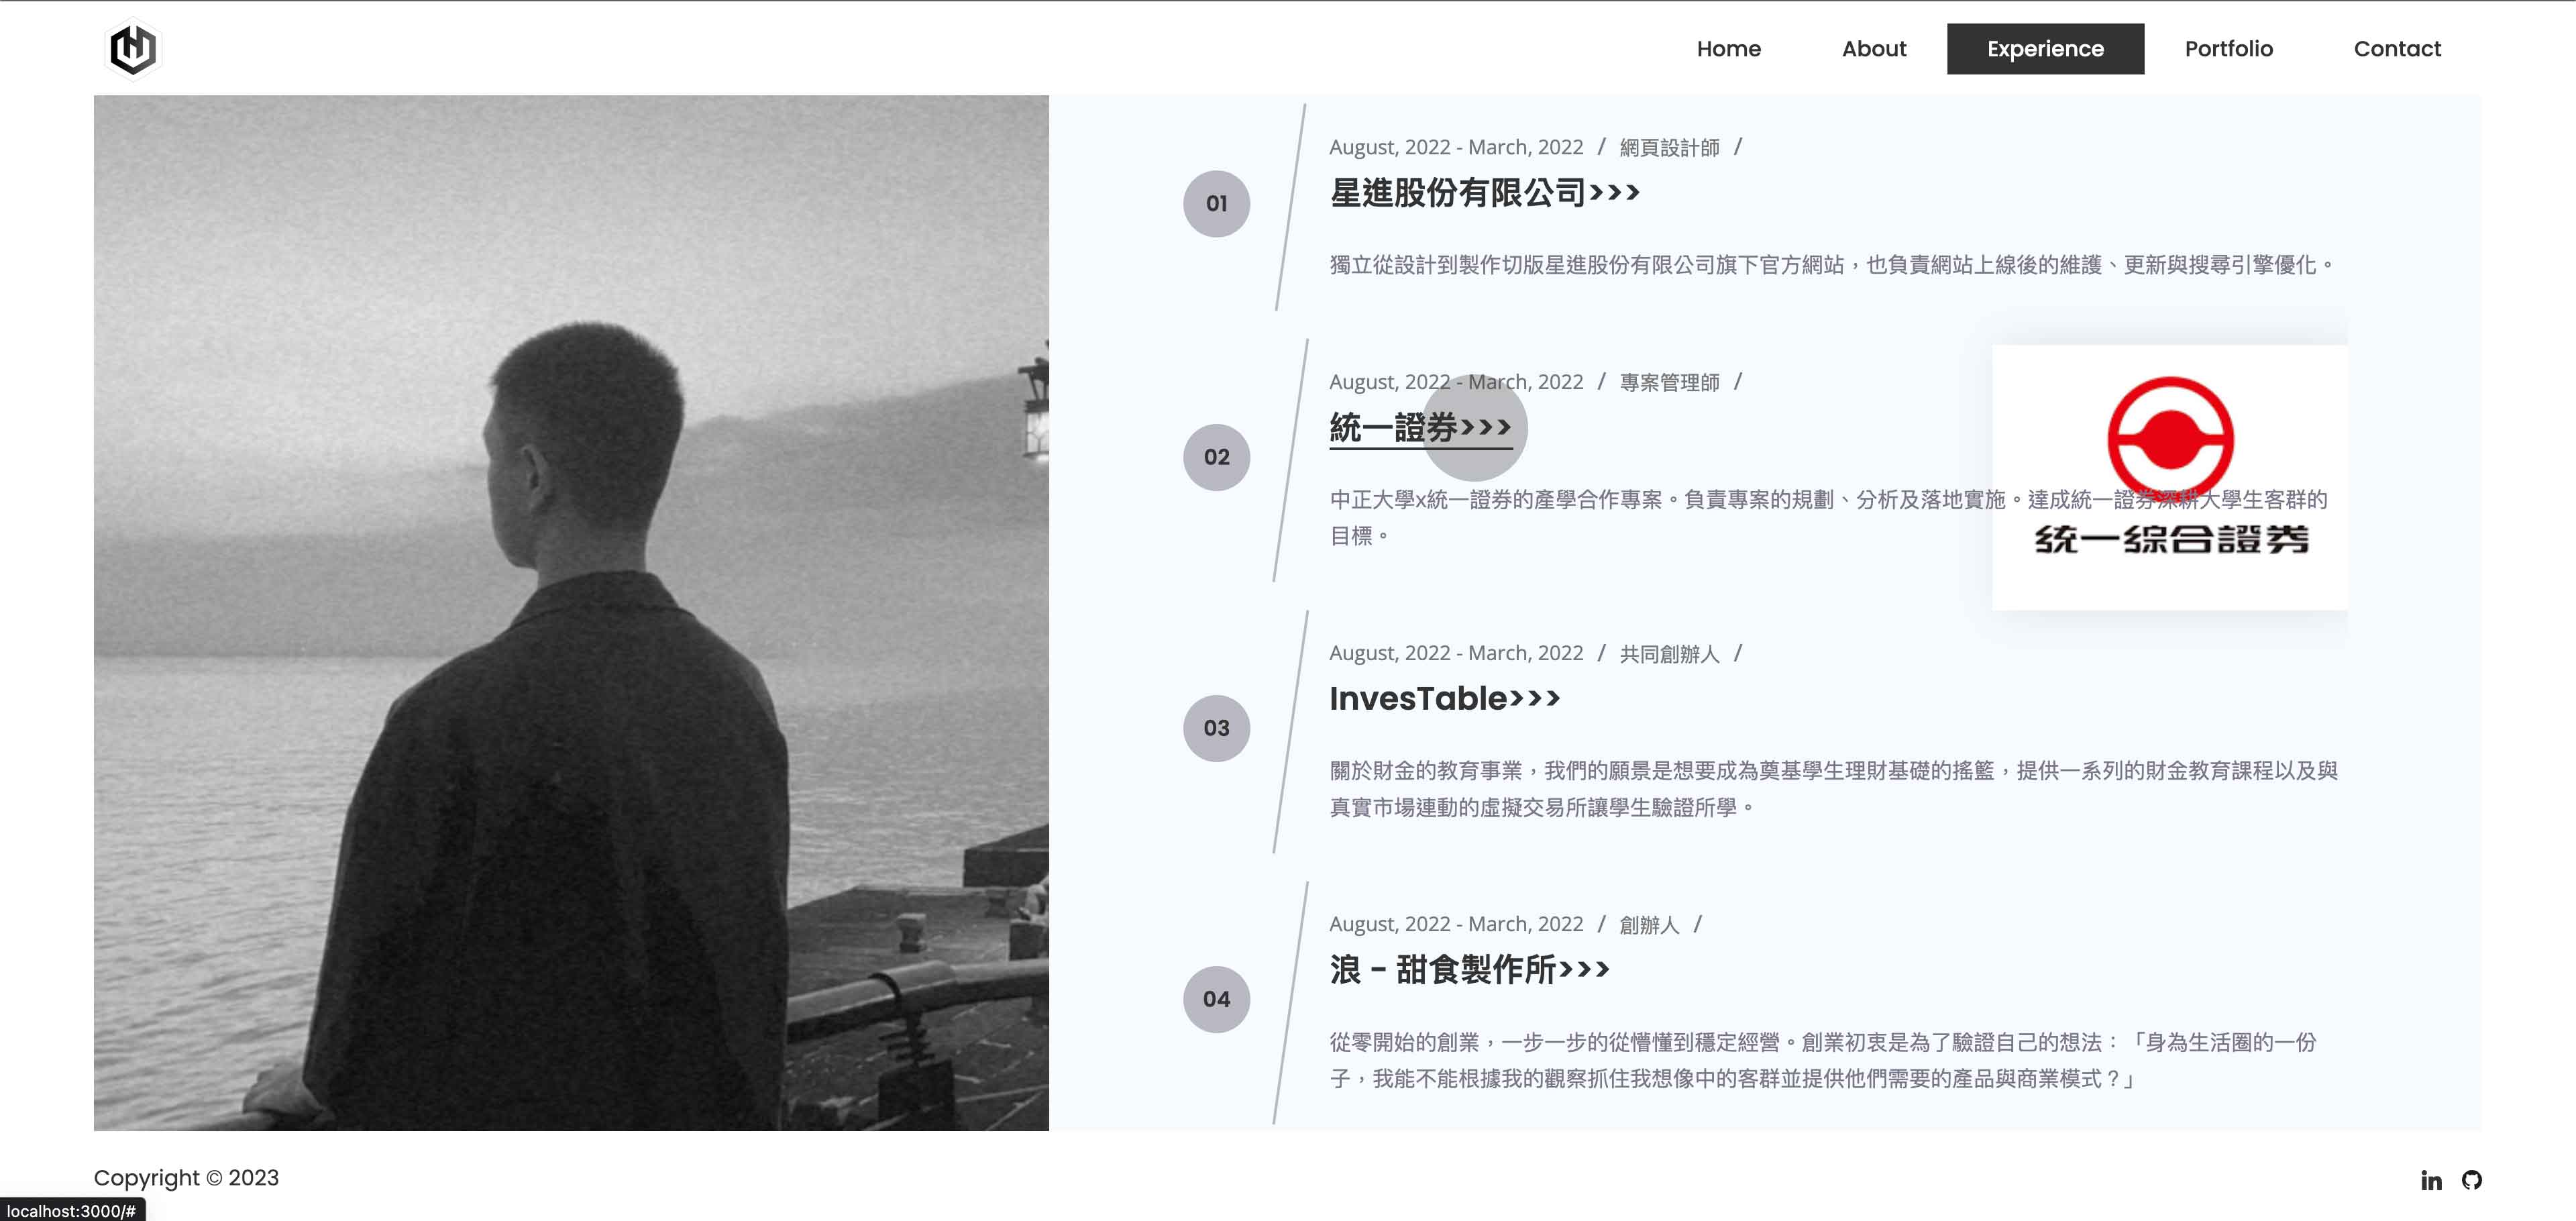 Home About Experience Portfolio Contact
August, 2022 - March, 2022 / 網頁設計師 /
01
星進股份有限公司>>>
獨立從設計到製作切版星進股份有限公司旗下官方網站，也負責網站上線後的維護、更新與搜尋引擎優化。
August, 2022 - March, 2022 / 專案管理師 /
02
統一證券>>>
中正大學x統一證券的產學合作專案。負責專案的規劃、分析及落地實施。達成統一證券深耕大學生客群的
目標。
統一綜合證券
August, 2022 - March, 2022 / 共同創辦人 /
03
InvesTable>>>
關於財金的教育事業，我們的願景是想要成為奠基學生理財基礎的搖籃，提供一系列的財金教育課程以及與
真實市場連動的虛擬交易所讓學生驗證所學。
August, 2022 - March, 2022 / 創辦人 /
04
浪 - 甜食製作所>>>
從零開始的創業，一步一步的從懵懂到穩定經營。創業初衷是為了驗證自己的想法：「身為生活圈的一份
子，我能不能根據我的觀察抓住我想像中的客群並提供他們需要的產品與商業模式？」
Copyright © 2023
in
localhost:3000/#